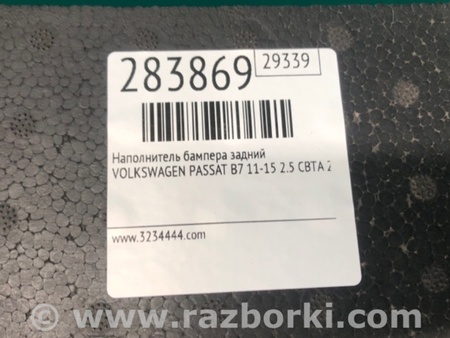 283869
29339
Наполнитель бампера задний
VOLKSWAGEN PASSAT B7 11-15 2.5 CBTA 2
www.3234444.com
www.razborki.com